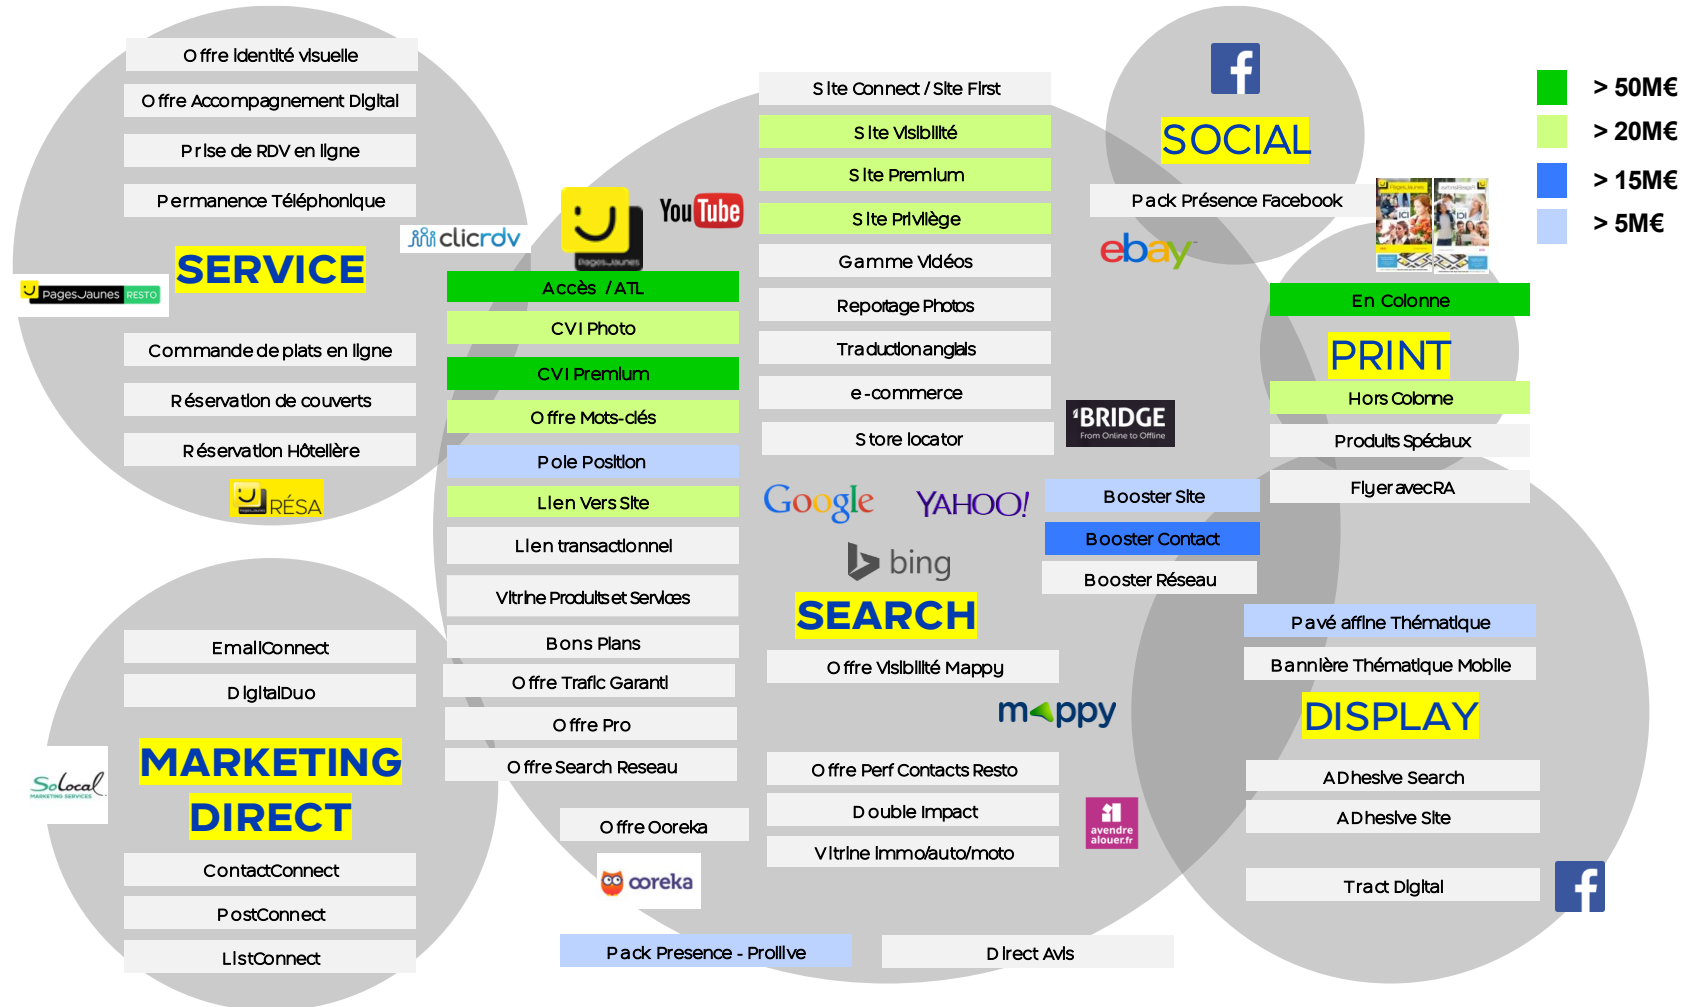 Offre identité visuelle
Offre Accompagnement Digital
Prise de RDV en ligne
Permanence Téléphonique
clicrdv
SERVICE
PagesJaunes RESTO
Commande de plats en ligne
Réservation de couverts
Réservation Hôtelière
RÉSA
EmailConnect
DigitalDuo
MARKETING
DIRECT
Solocal
MARKETING SERVICES
ContactConnect
PostConnect
ListConnect
PagesJaunes
YouTube
Accès / ATL
CVI Photo
CVI Premium
Offre Mots-clés
Pole Position
Lien Vers Site
Lien transactionnel
Vitrine Produits et Services
Bons Plans
Offre Trafic Garanti
Offre Pro
Offre Search Reseau
Offre Ooreka
ooreka
Pack Presence - Prolilve
Site Connect / Site First
Site Visibilité
Site Premium
Site Privilège
Gamme Vidéos
Reportage Photos
Traduction anglais
e-commerce
Store locator
Google
YAHOO!
bing
SEARCH
Offre Visibilité Mappy
mappy
Offre Perf Contacts Resto
Double Impact
Vitrine immo/auto/moto
avendre
alouer.fr
Direct Avis
f
SOCIAL
Pack Présence Facebook
ebay
BRIDGE
From Online to Offline
Booster Site
Booster Contact
Booster Réseau
PagesJaunes
ICI
En Colonne
PRINT
Hors Colonne
Produits Spéciaux
Flyer avec RA
Pavé affine Thématique
Bannière Thématique Mobile
DISPLAY
ADhesive Search
ADhesive Site
Tract Digital
f
> 50M€
> 20M€
> 15M€
> 5M€